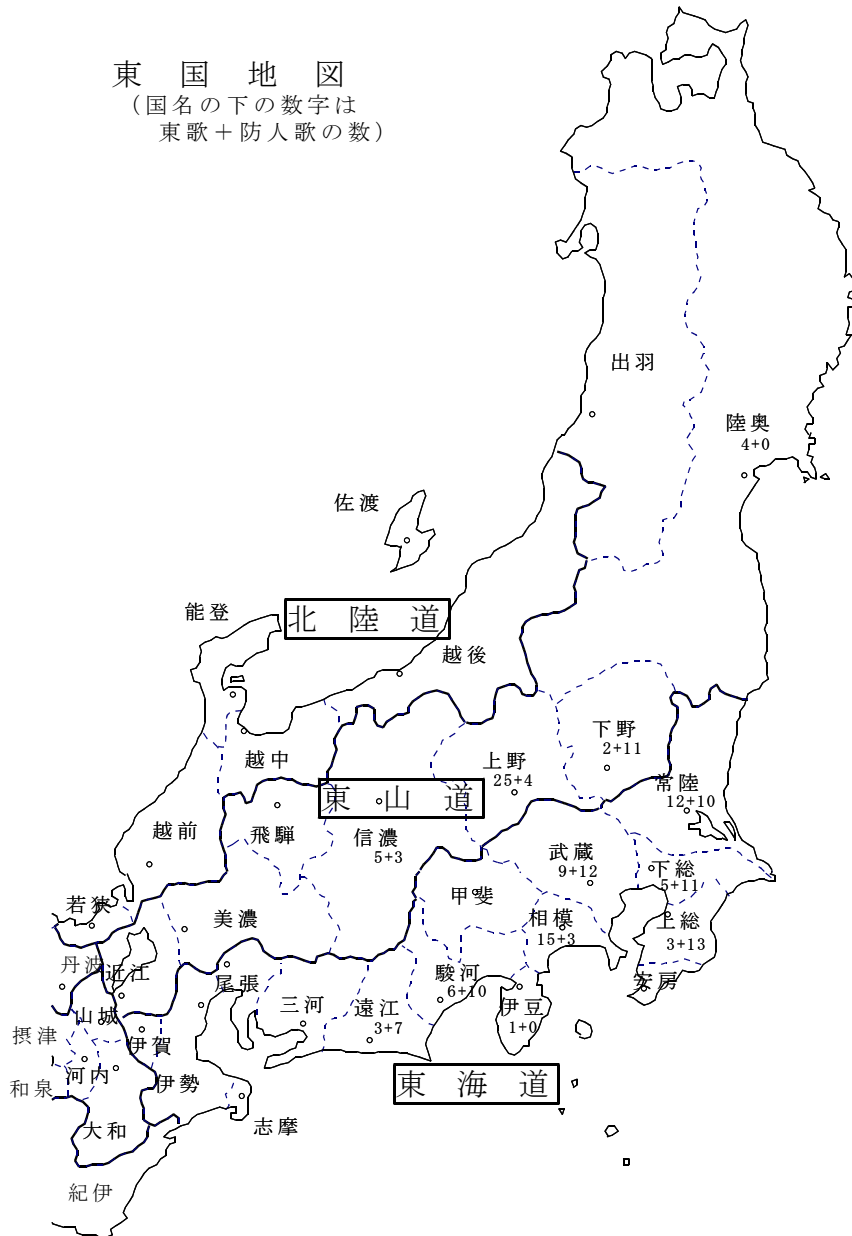 東国地図
（国名の下の数字は
東歌＋防人歌の数）
出羽
陸奥
4+0
佐渡
能登
北陸道
越後
下野
2+11
越中
上野
25+4
常陸
12+10
東山道
越前
飛騨
信濃
5+3
武蔵
9+12
下総
5+11
若狭
美濃
甲斐
相模
15+3
上総
3+13
丹波
近江
尾張
駿河
6+10
安房
山城
三河
遠江
3+7
伊豆
1+0
摂津
伊賀
河内
和泉
伊勢
東海道
大和
志摩
紀伊